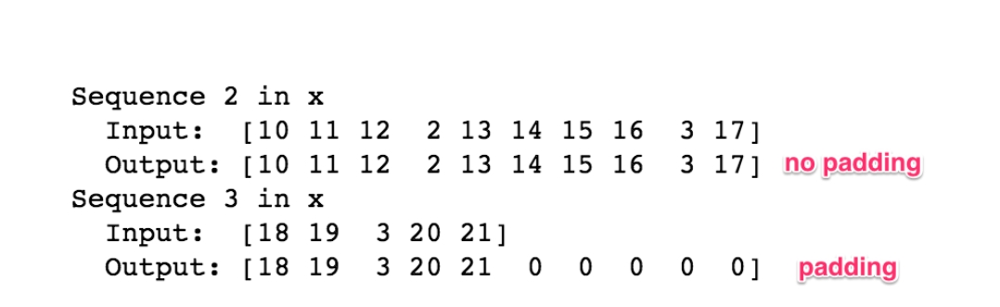 Sequence 2 in x
Input: [10 11 12 2 13 14 15 16 3 17]
Output: [10 11 12 2 13 14 15 16 3 17] no padding
Sequence 3 in x
Input: [18 19 3 20 21]
Output: [18 19 3 20 21 0 0 0 0 0] padding